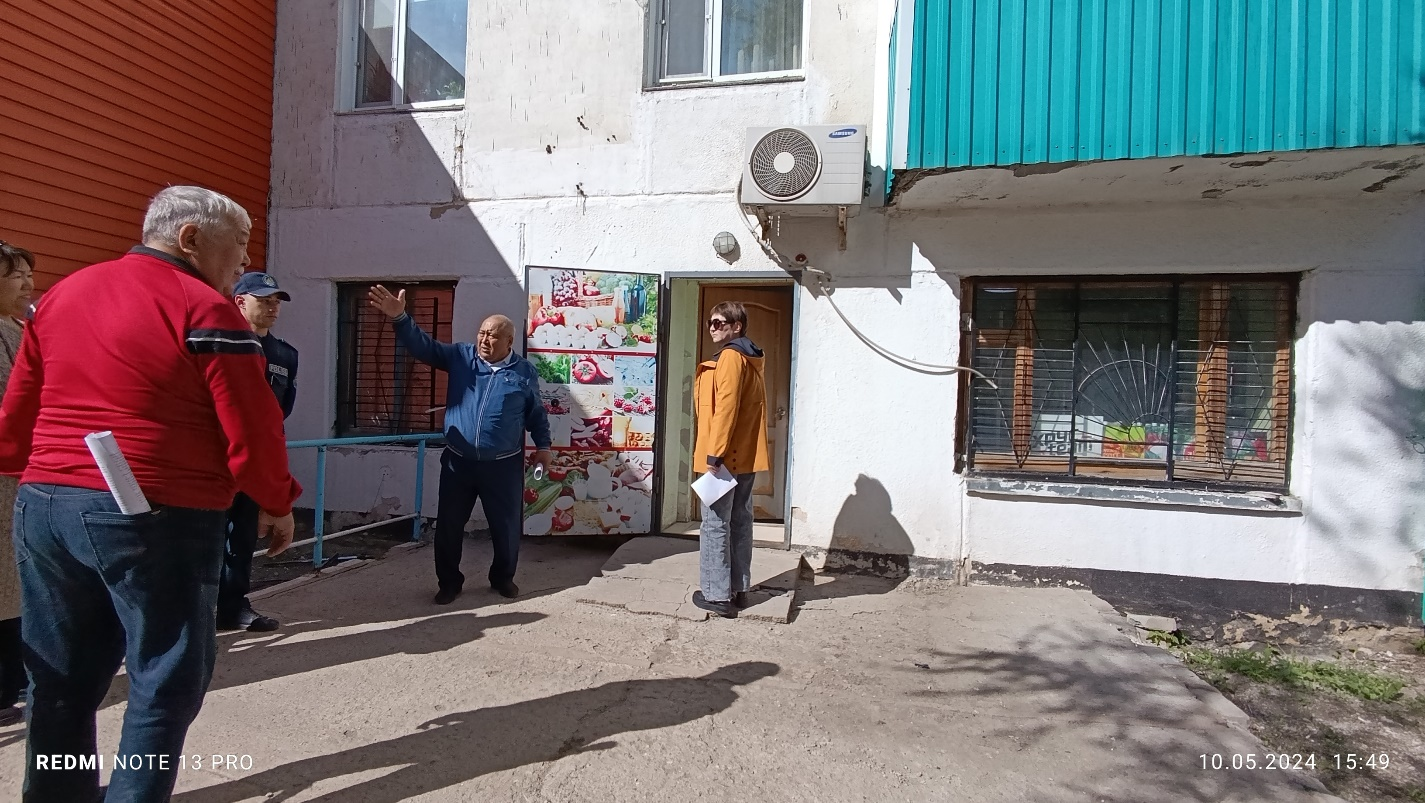 SAMSUNG
REDMI NOTE 13 PRO
10.05.2024 15:49